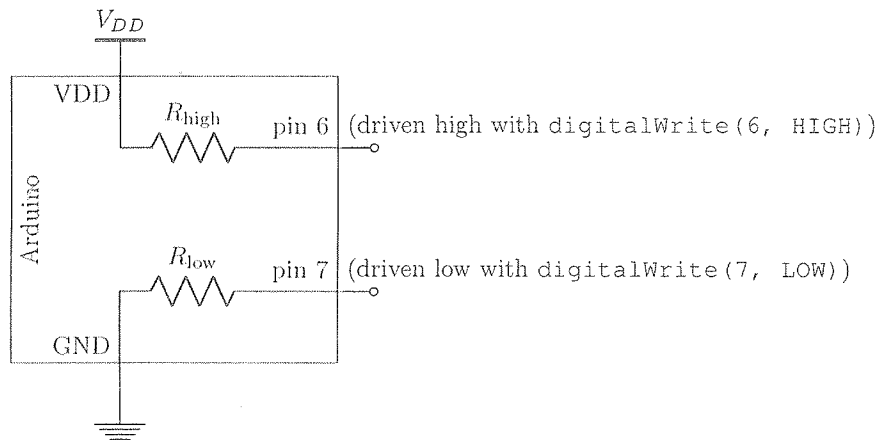 V_DD
VDD
R_high
pin 6 (driven high with digitalWrite(6, HIGH))
Arduino
R_low
pin 7 (driven low with digitalWrite(7, LOW))
GND